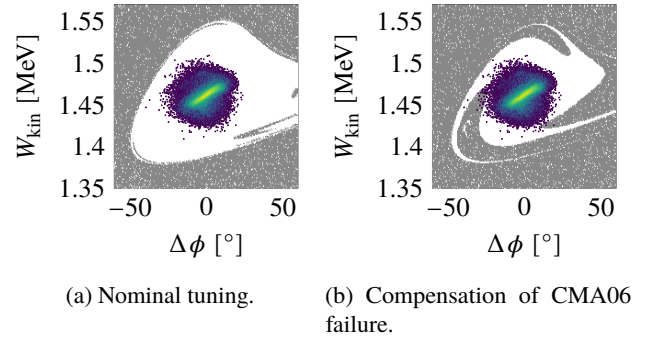 1.55
1.5
1.45
1.4
1.35
W_kin [MeV]
−50 0 50
Δϕ [°]
(a) Nominal tuning.
1.55
1.5
1.45
1.4
1.35
W_kin [MeV]
−50 0 50
Δϕ [°]
(b) Compensation of CMA06
failure.